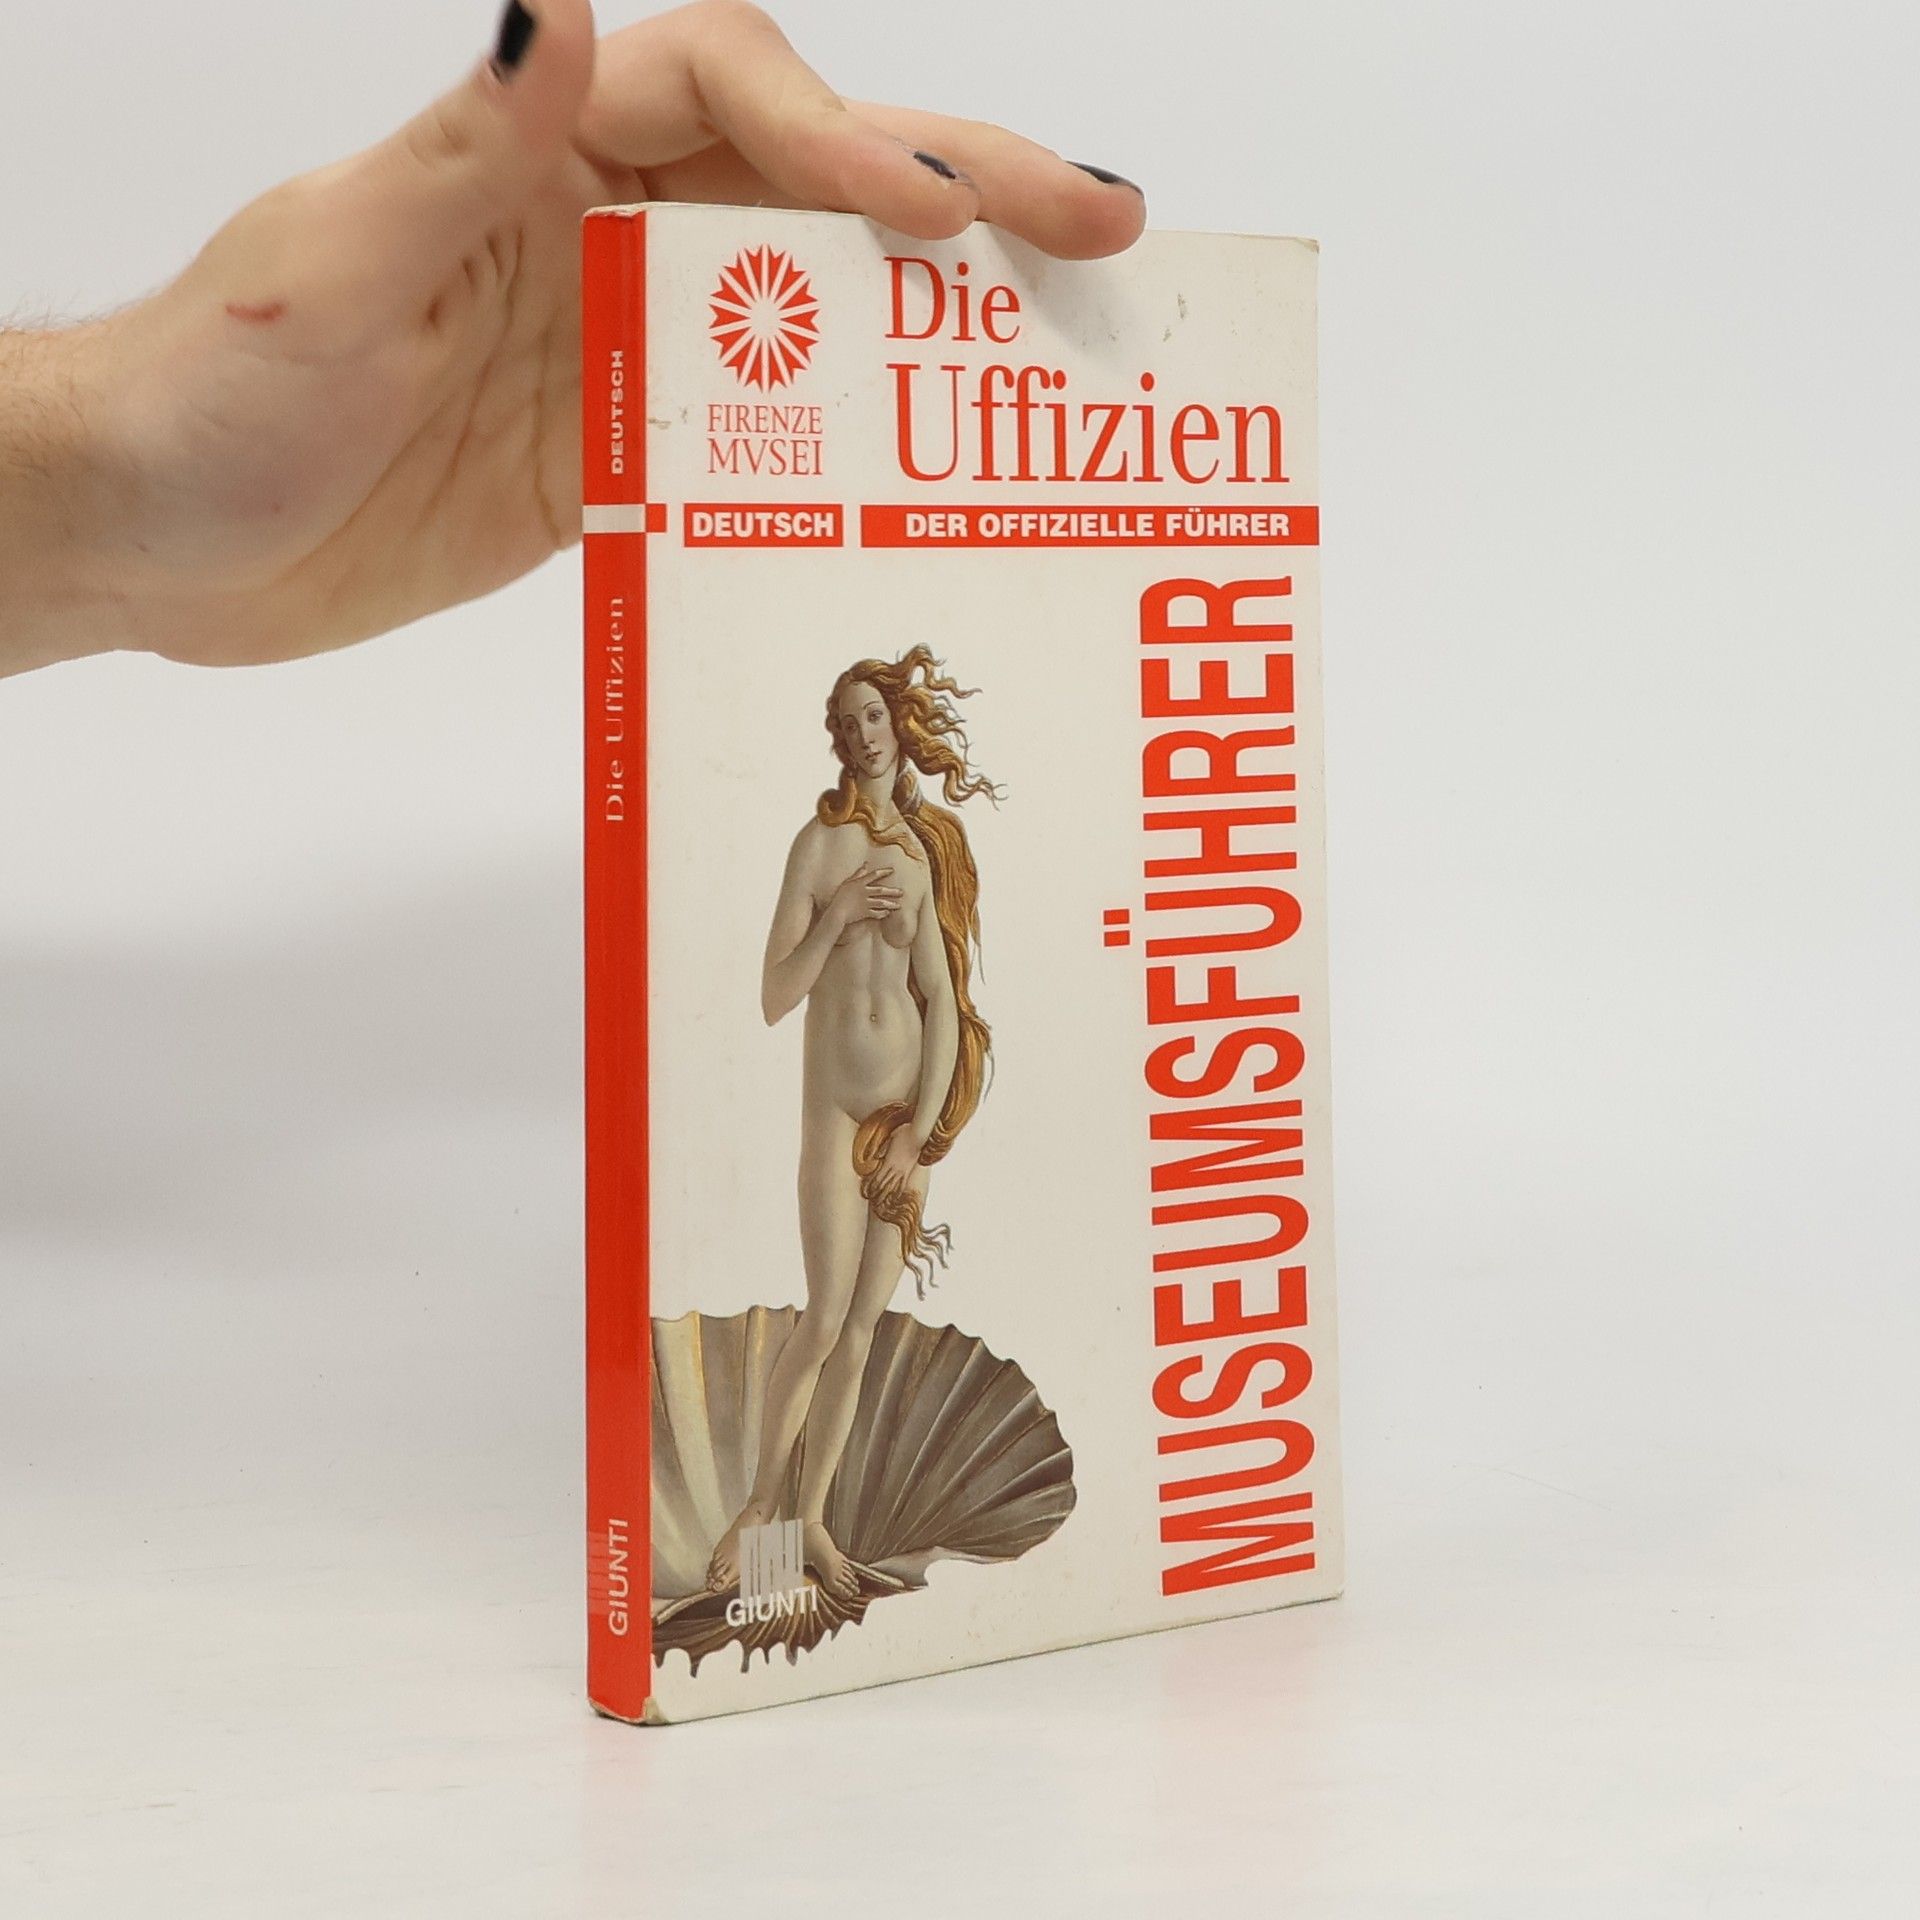 FIRENZE
MVSEI
Die
Uffizien
DEUTSCH
DER OFFIZIELLE FÜHRER
MUSEUMSFÜHRER
GIUNTI
DEUTSCH
Die Uffizien
GIUNTI